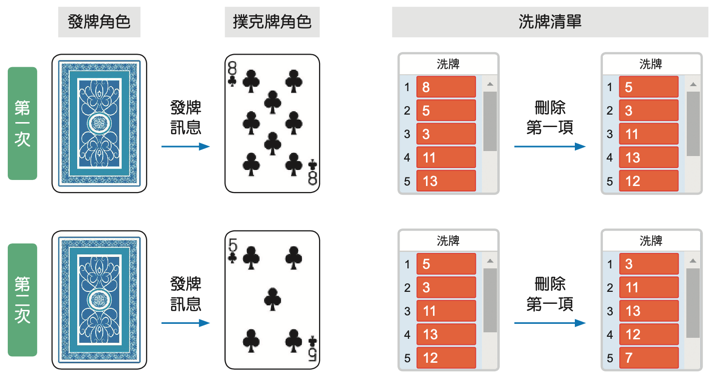 發牌角色
撲克牌角色
洗牌清單
第一次
發牌
訊息
8
8
洗牌
1 8
2 5
3 3
4 11
5 13
刪除
第一項
洗牌
1 5
2 3
3 11
4 13
5 12
第二次
發牌
訊息
5
5
洗牌
1 5
2 3
3 11
4 13
5 12
刪除
第一項
洗牌
1 3
2 11
3 13
4 12
5 7